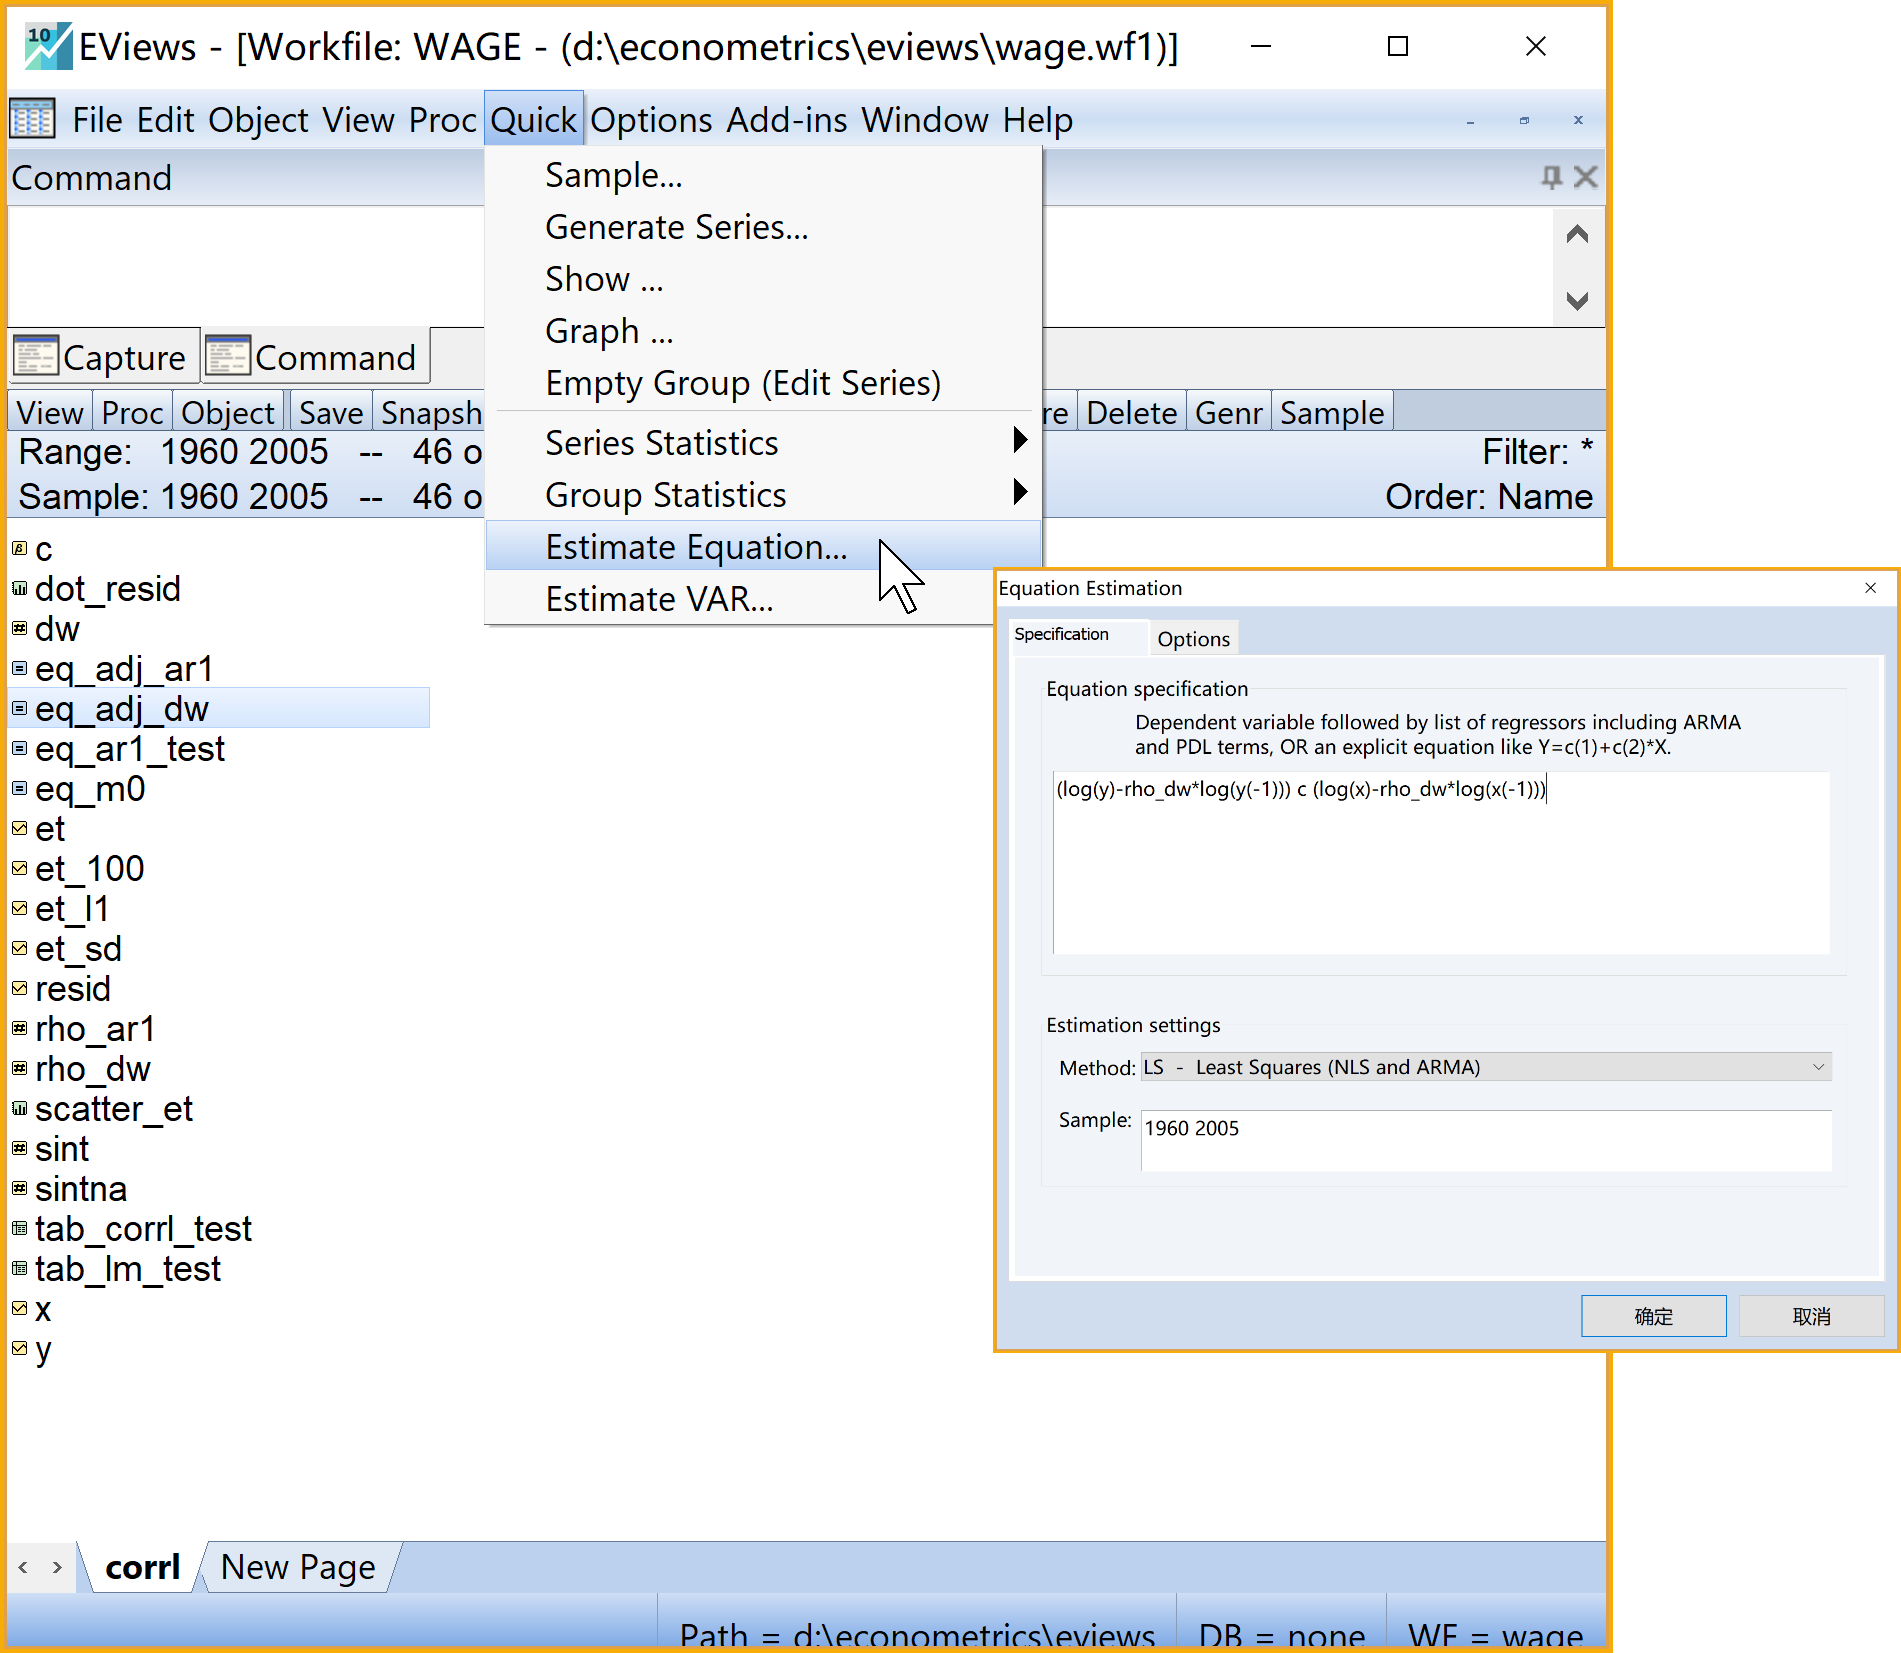 10
EViews - [Workfile: WAGE - (d:\econometrics\eviews\wage.wf1)]
File Edit Object View Proc Quick Options Add-ins Window Help
Command
Sample...
Generate Series...
Show ...
Graph ...
Empty Group (Edit Series)
Series Statistics
Group Statistics
Estimate Equation...
Estimate VAR...
Capture Command
View Proc Object Save Snapsh re Delete Genr Sample
Range: 1960 2005 -- 46 o Filter: *
Sample: 1960 2005 -- 46 o Order: Name
c
dot_resid
dw
eq_adj_ar1
eq_adj_dw
eq_ar1_test
eq_m0
et
et_100
et_l1
et_sd
resid
rho_ar1
rho_dw
scatter_et
sint
sintna
tab_corrl_test
tab_lm_test
x
y
Equation Estimation
Specification Options
Equation specification
Dependent variable followed by list of regressors including ARMA
and PDL terms, OR an explicit equation like Y=c(1)+c(2)*X.
(log(y)-rho_dw*log(y(-1))) c (log(x)-rho_dw*log(x(-1)))
Estimation settings
Method: LS - Least Squares (NLS and ARMA)
Sample: 1960 2005
确定 取消
corrl New Page
Path = d:\econometrics\eviews DB = none WF = wage